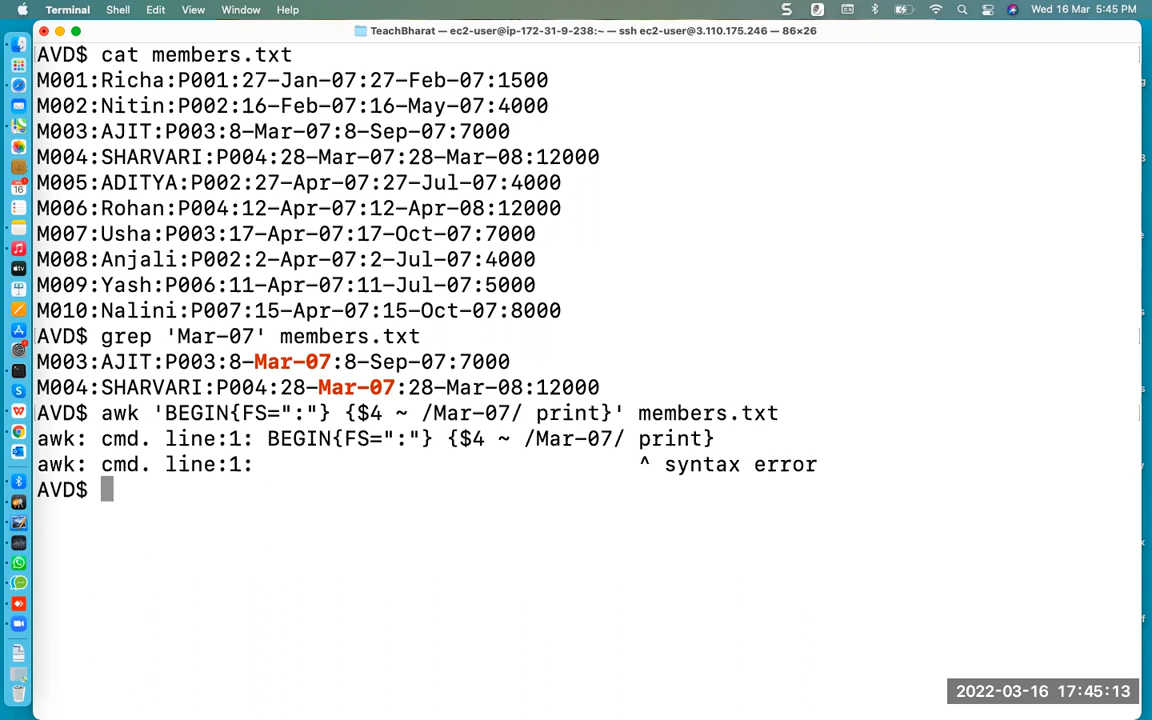 Terminal Shell Edit View Window Help Wed 16 Mar 5:45 PM
TeachBharat — ec2-user@ip-172-31-9-238:~ — ssh ec2-user@3.110.175.246 — 86×26
AVD$ cat members.txt
M001:Richa:P001:27-Jan-07:27-Feb-07:1500
M002:Nitin:P002:16-Feb-07:16-May-07:4000
M003:AJIT:P003:8-Mar-07:8-Sep-07:7000
M004:SHARVARI:P004:28-Mar-07:28-Mar-08:12000
M005:ADITYA:P002:27-Apr-07:27-Jul-07:4000
M006:Rohan:P004:12-Apr-07:12-Apr-08:12000
M007:Usha:P003:17-Apr-07:17-Oct-07:7000
M008:Anjali:P002:2-Apr-07:2-Jul-07:4000
M009:Yash:P006:11-Apr-07:11-Jul-07:5000
M010:Nalini:P007:15-Apr-07:15-Oct-07:8000
AVD$ grep 'Mar-07' members.txt
M003:AJIT:P003:8-Mar-07:8-Sep-07:7000
M004:SHARVARI:P004:28-Mar-07:28-Mar-08:12000
AVD$ awk 'BEGIN{FS=":"} {$4 ~ /Mar-07/ print}' members.txt
awk: cmd. line:1: BEGIN{FS=":"} {$4 ~ /Mar-07/ print}
awk: cmd. line:1:                               ^ syntax error
AVD$
2022-03-16 17:45:13